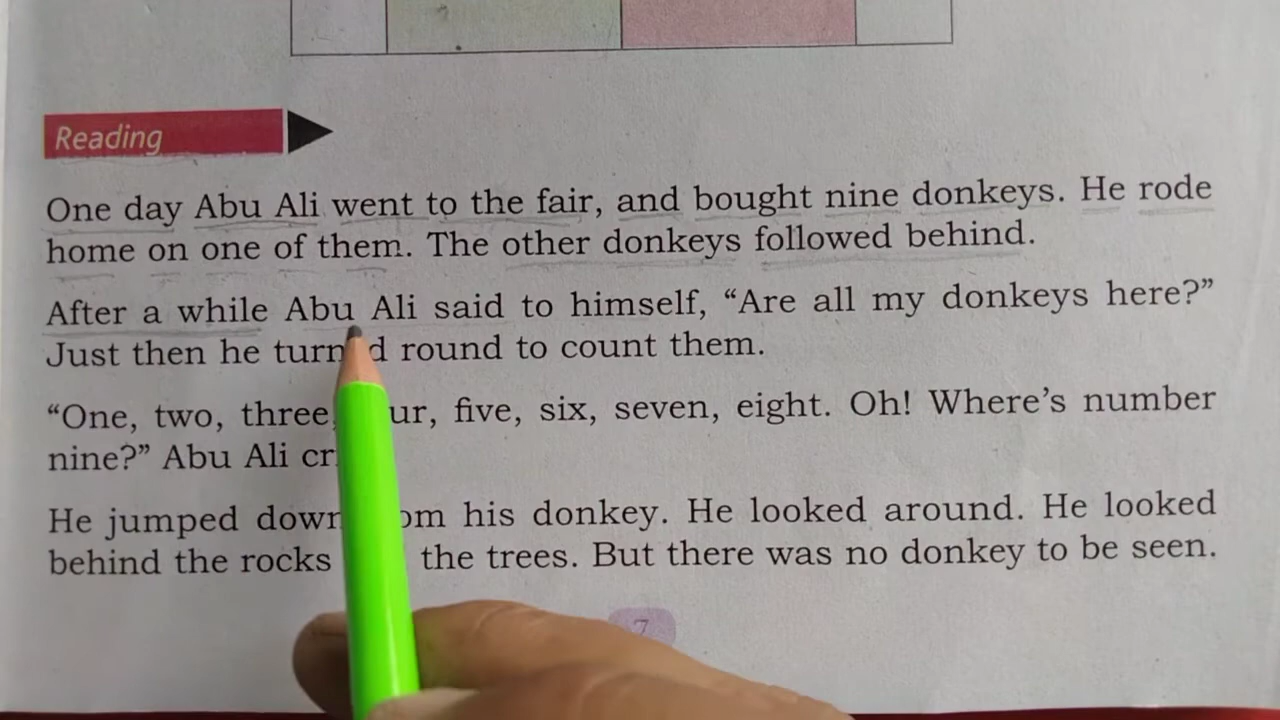 Reading
One day Abu Ali went to the fair, and bought nine donkeys. He rode
home on one of them. The other donkeys followed behind.
After a while Abu Ali said to himself, “Are all my donkeys here?”
Just then he turned round to count them.
“One, two, three, four, five, six, seven, eight. Oh! Where’s number
nine?” Abu Ali
He jumped down from his donkey. He looked around. He looked
behind the rocks the trees. But there was no donkey to be seen.
7